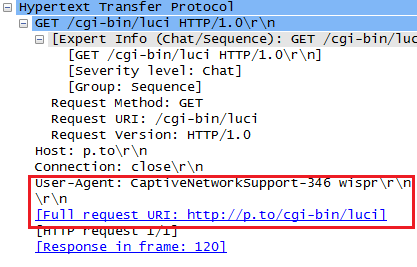 Hypertext Transfer Protocol
GET /cgi-bin/luci HTTP/1.0\r\n
[Expert Info (Chat/Sequence): GET /cgi-bin/luc
[GET /cgi-bin/luci HTTP/1.0\r\n]
[Severity level: Chat]
[Group: Sequence]
Request Method: GET
Request URI: /cgi-bin/luci
Request Version: HTTP/1.0
Host: p.to\r\n
Connection: close\r\n
User-Agent: CaptiveNetworkSupport-346 wispr\r\n
\r\n
[Full request URI: http://p.to/cgi-bin/luci]
[HTTP request 1/1]
[Response in frame: 120]